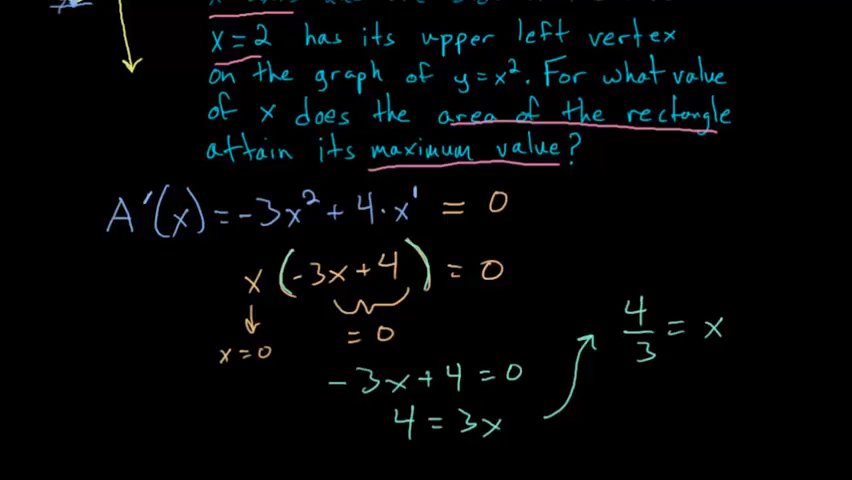 x = 2 has its upper left vertex
on the graph of y = x². For what value
of x does the area of the rectangle
attain its maximum value?
A'(x) = -3x² + 4·x¹ = 0
x (-3x + 4) = 0
x = 0
= 0
-3x + 4 = 0
4 = 3x
4/3 = x